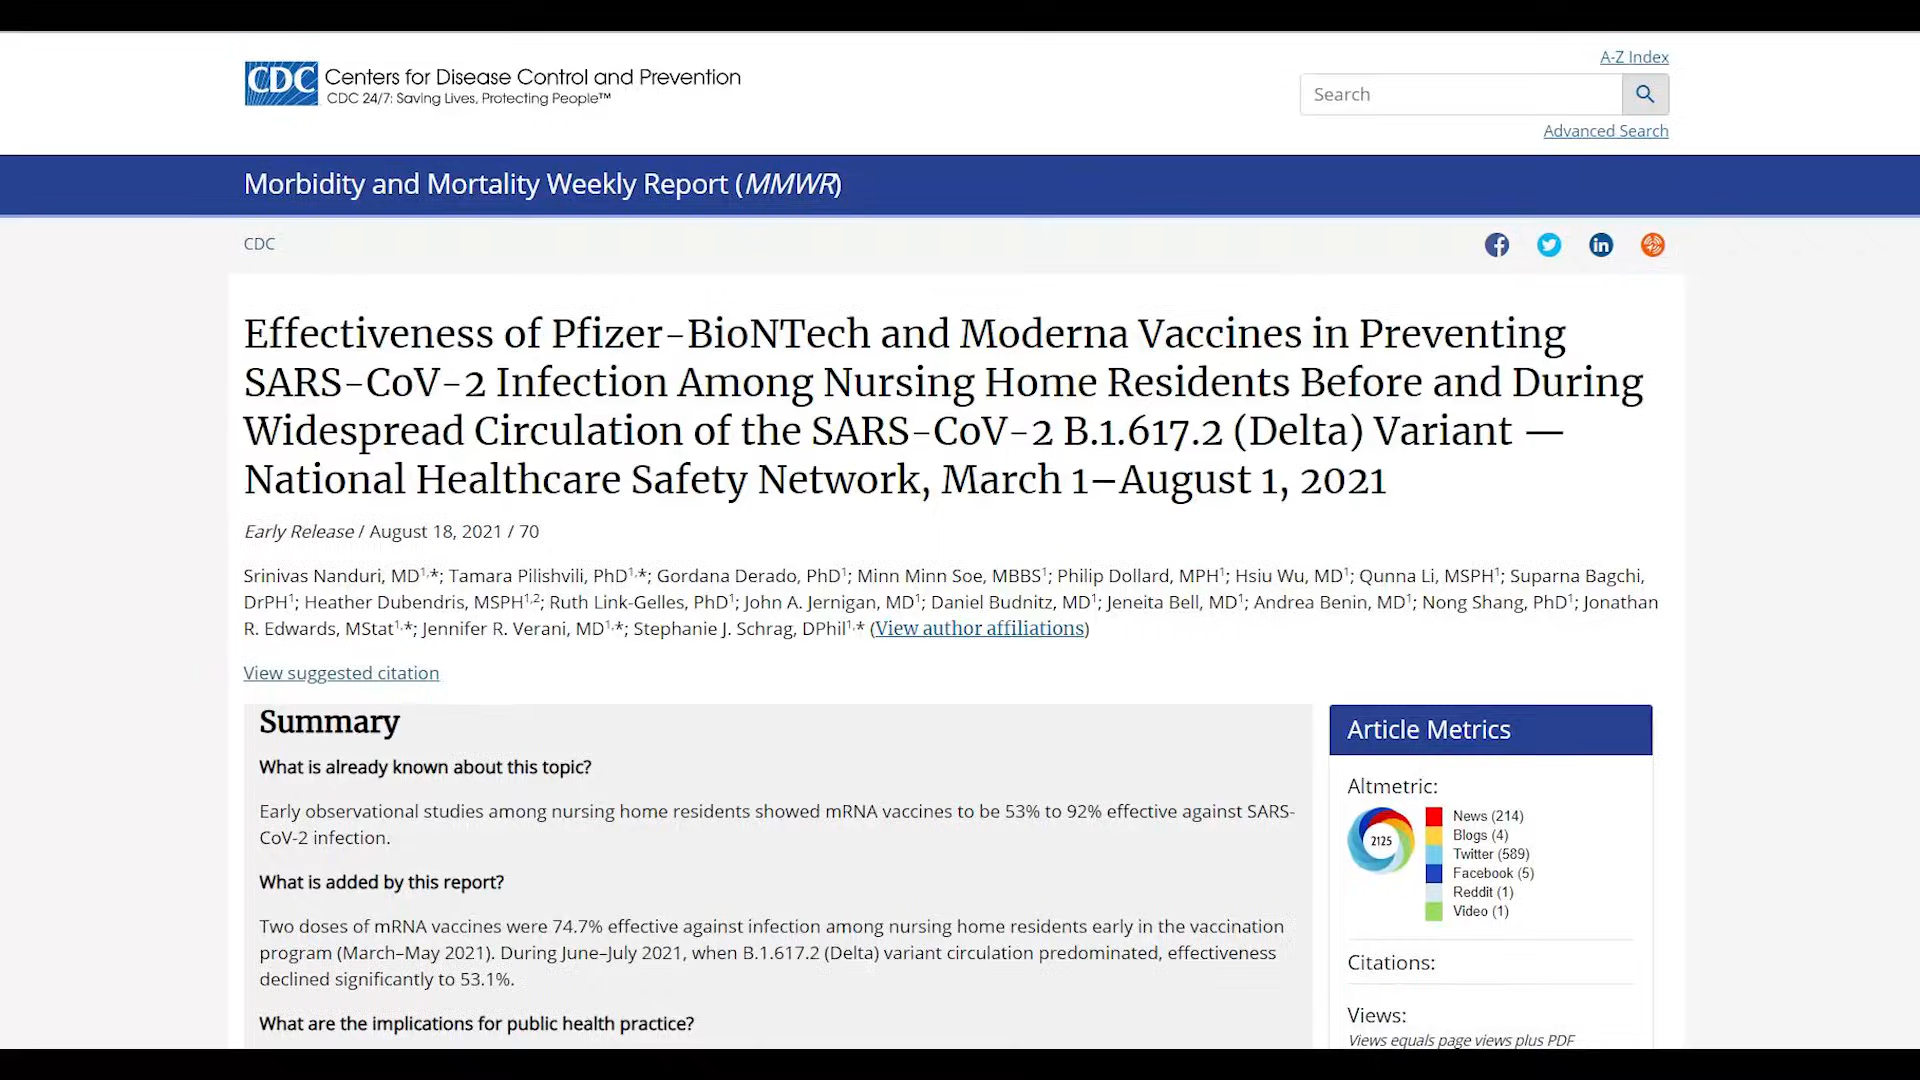 A-Z Index
CDC Centers for Disease Control and Prevention
CDC 24/7: Saving Lives, Protecting People™
Search
Advanced Search
Morbidity and Mortality Weekly Report (MMWR)
CDC
Effectiveness of Pfizer-BioNTech and Moderna Vaccines in Preventing
SARS-CoV-2 Infection Among Nursing Home Residents Before and During
Widespread Circulation of the SARS-CoV-2 B.1.617.2 (Delta) Variant —
National Healthcare Safety Network, March 1–August 1, 2021
Early Release / August 18, 2021 / 70
Srinivas Nanduri, MD1,*; Tamara Pilishvili, PhD1,*; Gordana Derado, PhD1; Minn Minn Soe, MBBS1; Philip Dollard, MPH1; Hsiu Wu, MD1; Qunna Li, MSPH1; Suparna Bagchi,
DrPH1; Heather Dubendris, MSPH1,2; Ruth Link-Gelles, PhD1; John A. Jernigan, MD1; Daniel Budnitz, MD1; Jeneita Bell, MD1; Andrea Benin, MD1; Nong Shang, PhD1; Jonathan
R. Edwards, MStat1,*; Jennifer R. Verani, MD1,*; Stephanie J. Schrag, DPhil1,* (View author affiliations)
View suggested citation
Summary
What is already known about this topic?
Early observational studies among nursing home residents showed mRNA vaccines to be 53% to 92% effective against SARS-
CoV-2 infection.
What is added by this report?
Two doses of mRNA vaccines were 74.7% effective against infection among nursing home residents early in the vaccination
program (March–May 2021). During June–July 2021, when B.1.617.2 (Delta) variant circulation predominated, effectiveness
declined significantly to 53.1%.
What are the implications for public health practice?
Article Metrics
Altmetric:
2125
News (214)
Blogs (4)
Twitter (589)
Facebook (5)
Reddit (1)
Video (1)
Citations:
Views:
Views equals page views plus PDF